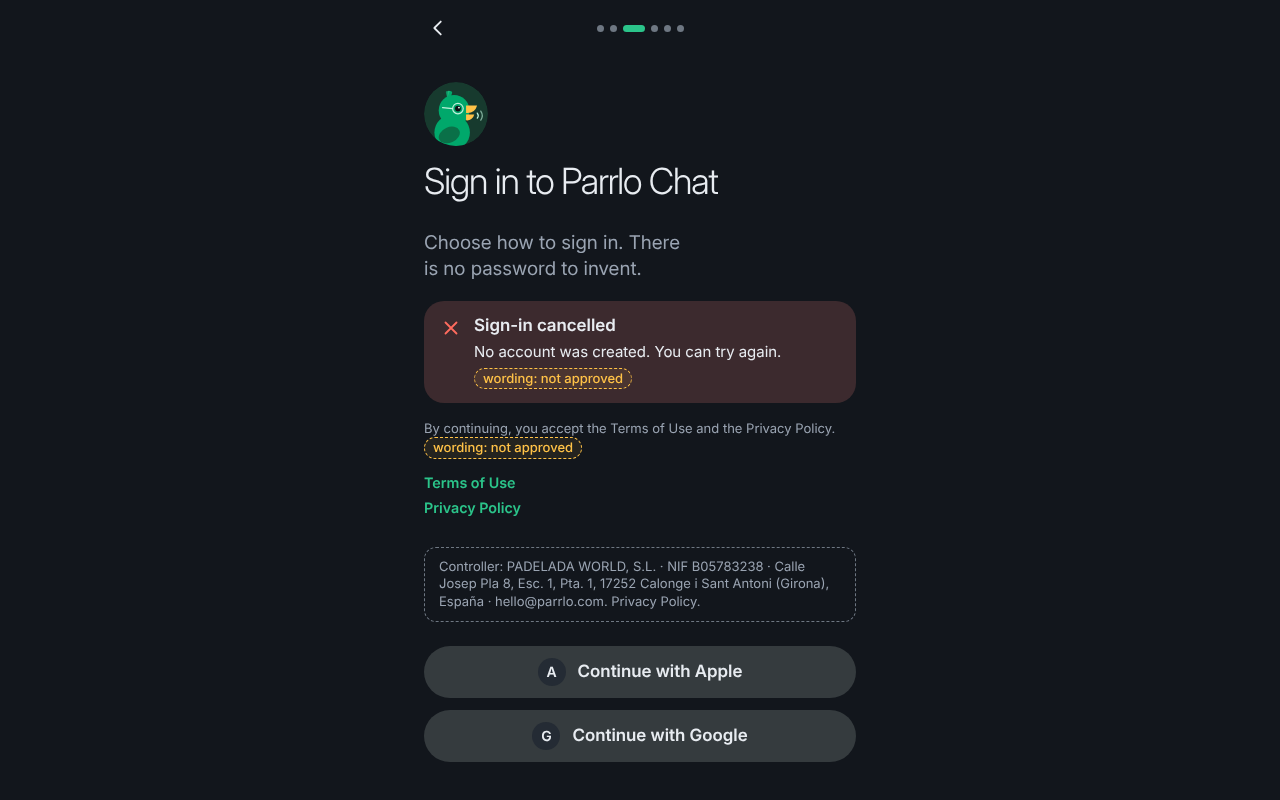 Sign in to Parrlo Chat
Choose how to sign in. There
is no password to invent.
Sign-in cancelled
No account was created. You can try again.
wording: not approved
By continuing, you accept the Terms of Use and the Privacy Policy.
wording: not approved
Terms of Use
Privacy Policy
Controller: PADELADA WORLD, S.L. · NIF B05783238 · Calle
Josep Pla 8, Esc. 1, Pta. 1, 17252 Calonge i Sant Antoni (Girona),
España · hello@parrlo.com. Privacy Policy.
A Continue with Apple
G Continue with Google